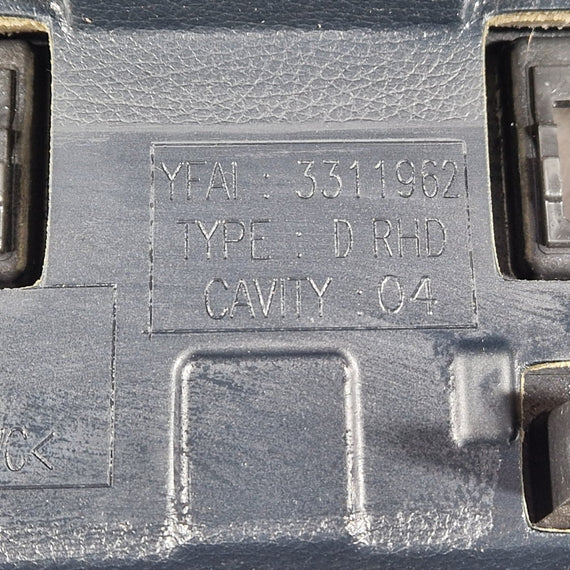 YFAI : 3311962
TYPE : D RHD
CAVITY : 04
C<